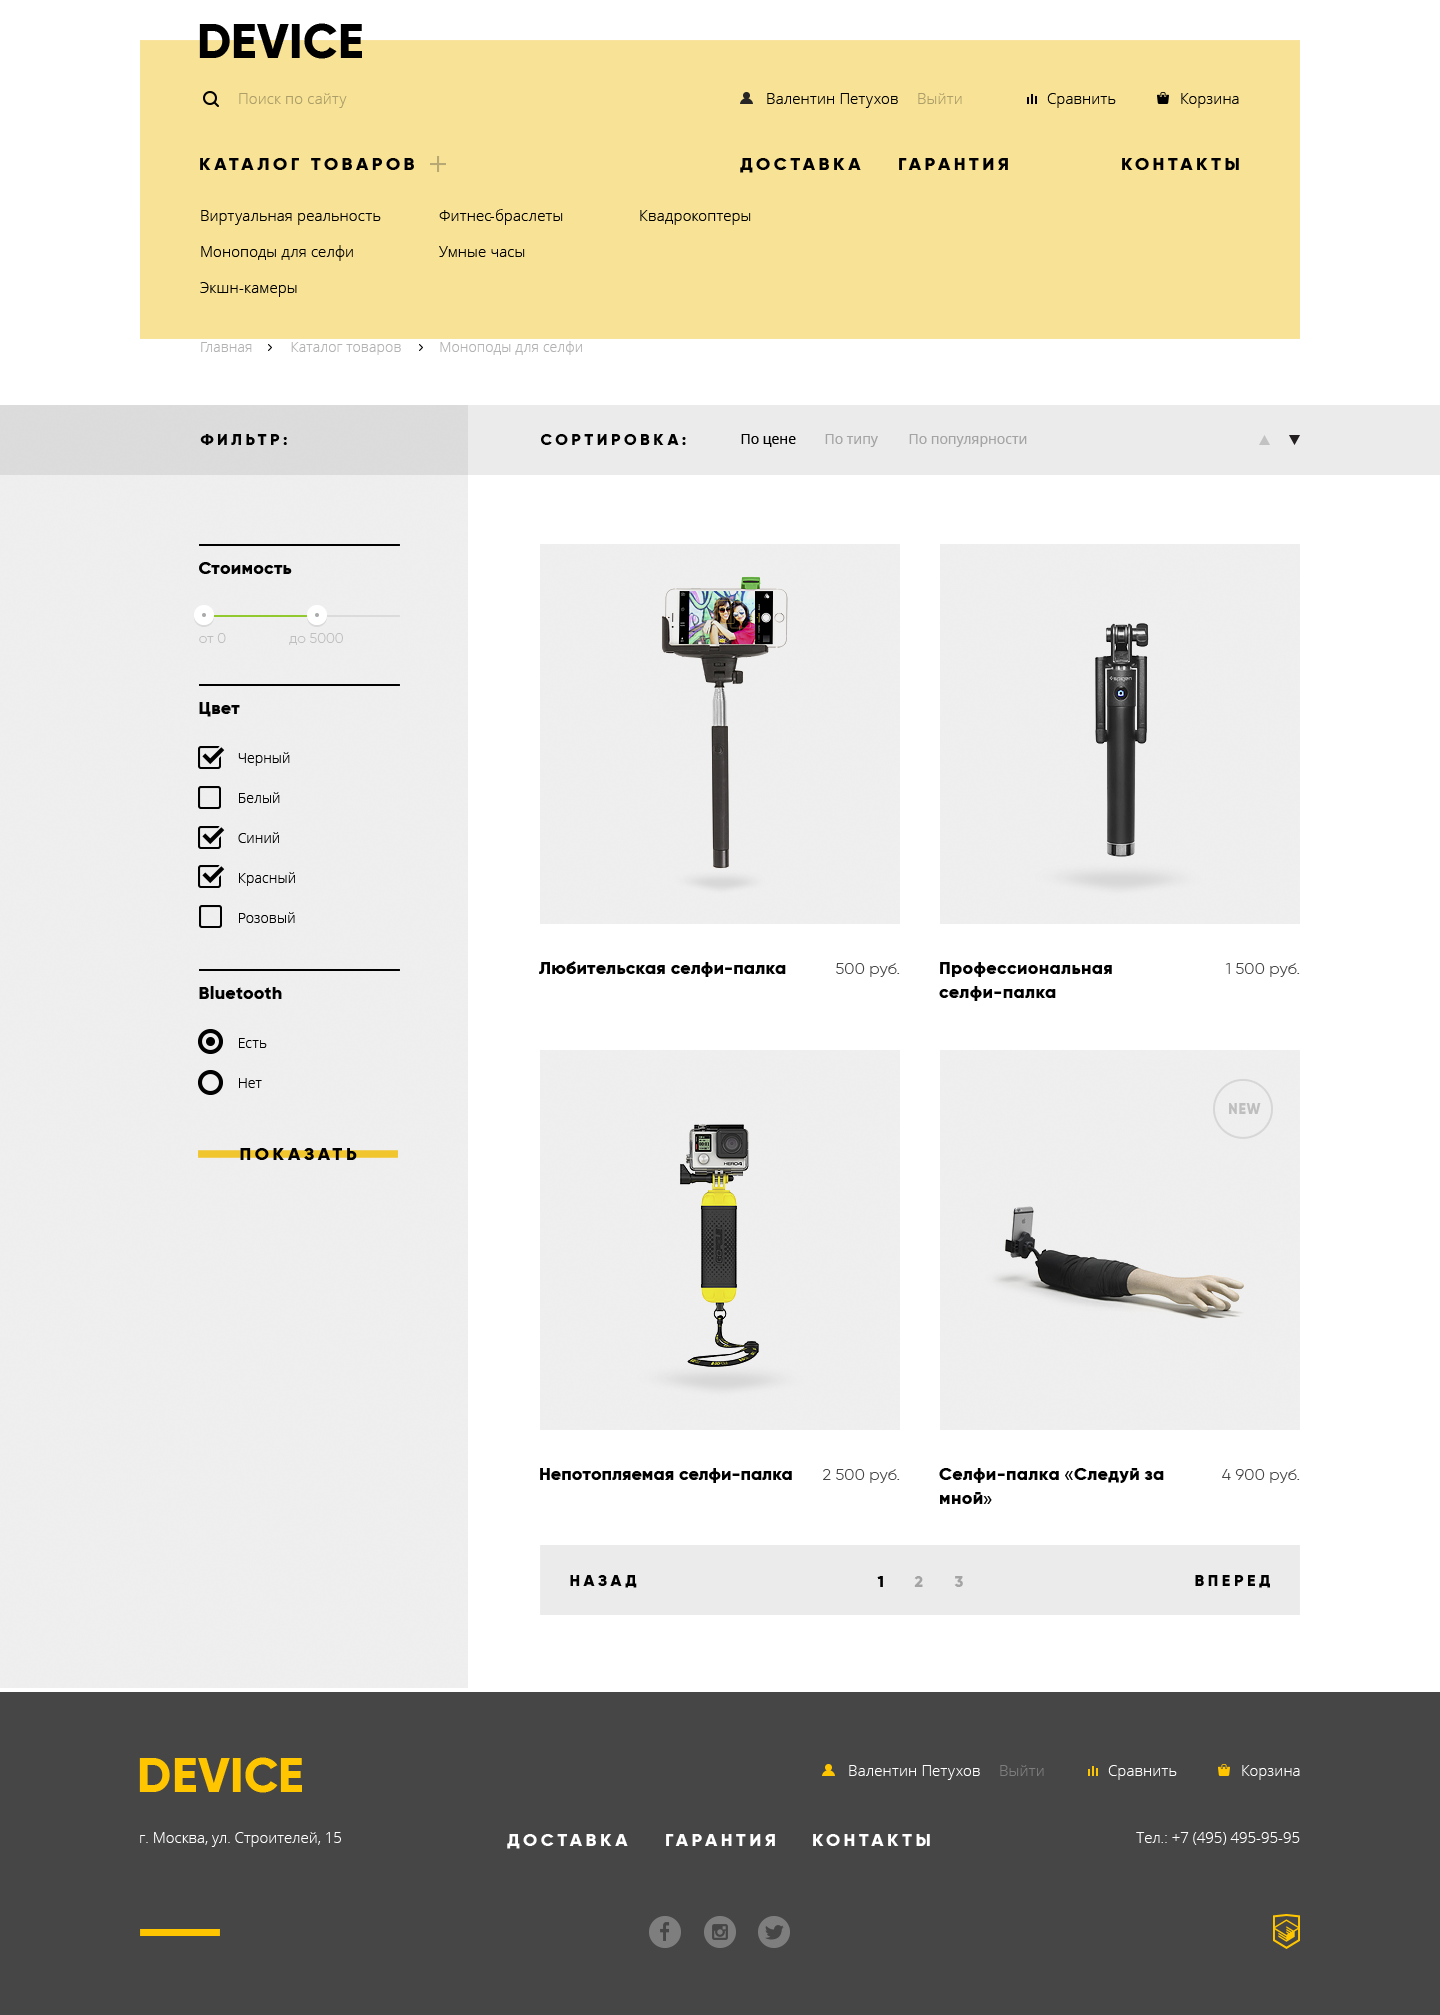 DEVICE
Поиск по сайту
Валентин Петухов Выйти Сравнить Корзина
КАТАЛОГ ТОВАРОВ
ДОСТАВКА ГАРАНТИЯ КОНТАКТЫ
Виртуальная реальность Фитнес-браслеты Квадрокоптеры
Моноподы для селфи Умные часы
Экшн-камеры
Главная Каталог товаров Моноподы для селфи
ФИЛЬТР:
СОРТИРОВКА: По цене По типу По популярности
Стоимость
от 0 до 5000
Цвет
Черный
Белый
Синий
Красный
Розовый
Bluetooth
Есть
Нет
ПОКАЗАТЬ
spigen
Любительская селфи-палка 500 руб.
Профессиональная 1 500 руб.
селфи-палка
HERO4
NEW
Непотопляемая селфи-палка 2 500 руб.
Селфи-палка «Следуй за 4 900 руб.
мной»
НАЗАД 1 2 3 ВПЕРЕД
DEVICE
Валентин Петухов Выйти Сравнить Корзина
г. Москва, ул. Строителей, 15
ДОСТАВКА ГАРАНТИЯ КОНТАКТЫ
Тел.: +7 (495) 495-95-95